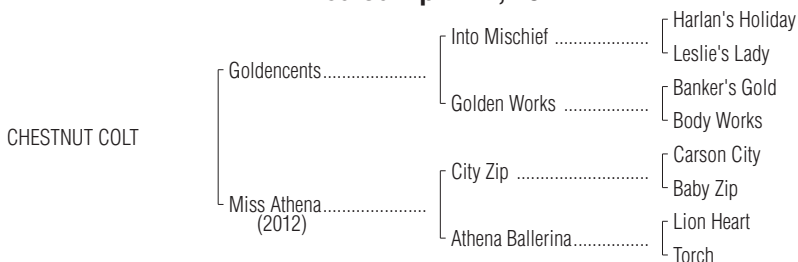 Harlan's Holiday
Into Mischief ....................
Leslie's Lady
Goldencents......................
Banker's Gold
Golden Works ..................
Body Works
CHESTNUT COLT
Carson City
City Zip ............................
Baby Zip
Miss Athena......................
(2012)
Lion Heart
Athena Ballerina................
Torch